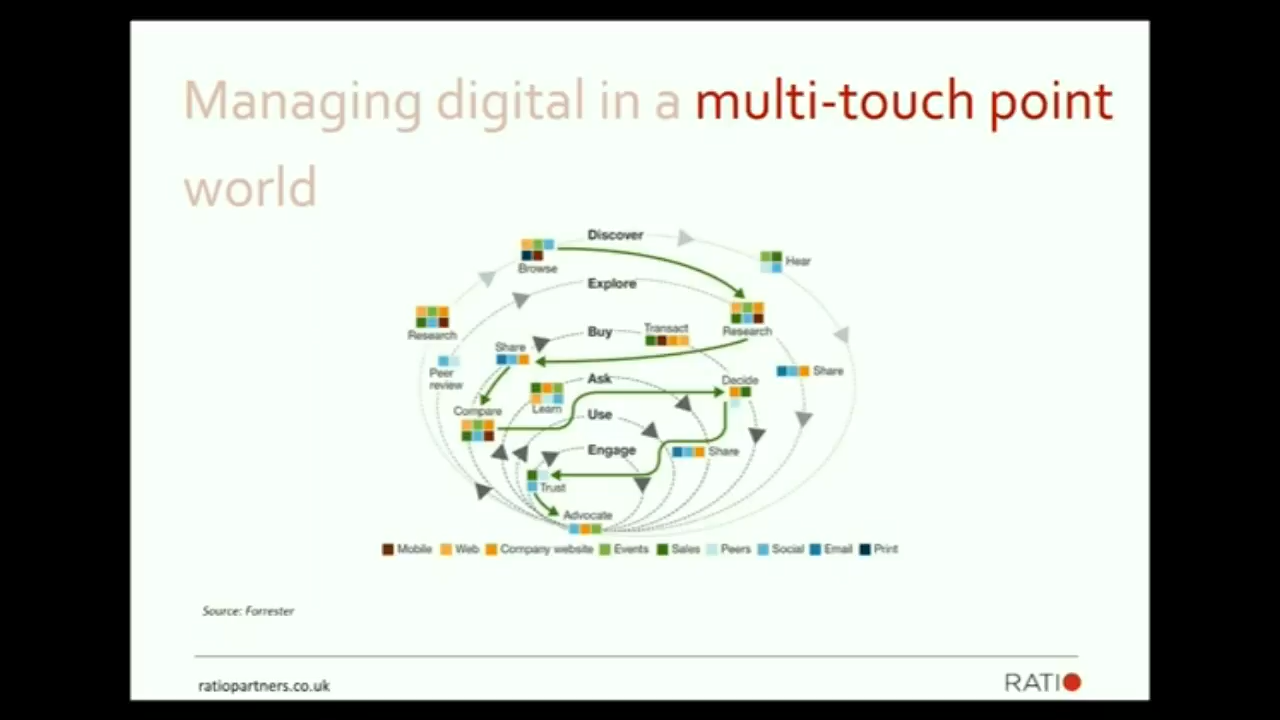 Managing digital in a multi-touch point
world
Discover
Browse
Hear
Explore
Research
Research
Buy
Transact
Share
Peer
review
Share
Ask
Decide
Learn
Compare
Use
Engage
Share
Trust
Advocate
Mobile Web Company website Events Sales Peers Social Email Print
Source: Forrester
ratiopartners.co.uk
RATIO